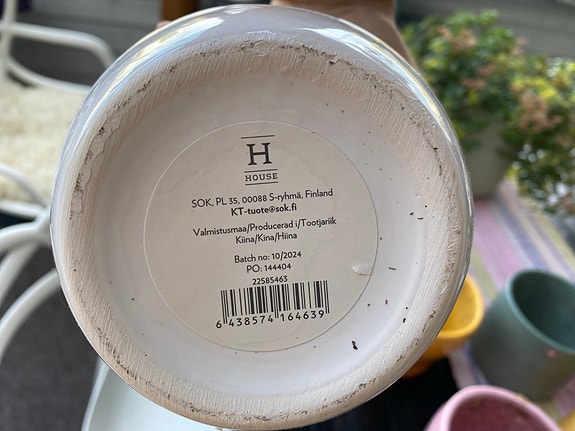 H
HOUSE
SOK, PL 35, 00088 S-ryhmä, Finland
KT-tuote@sok.fi
Valmistusmaa/Producerad i/Tootjariik
Kiina/Kina/Hiina
Batch no: 10/2024
PO: 144404
22585463
6 438574 164639